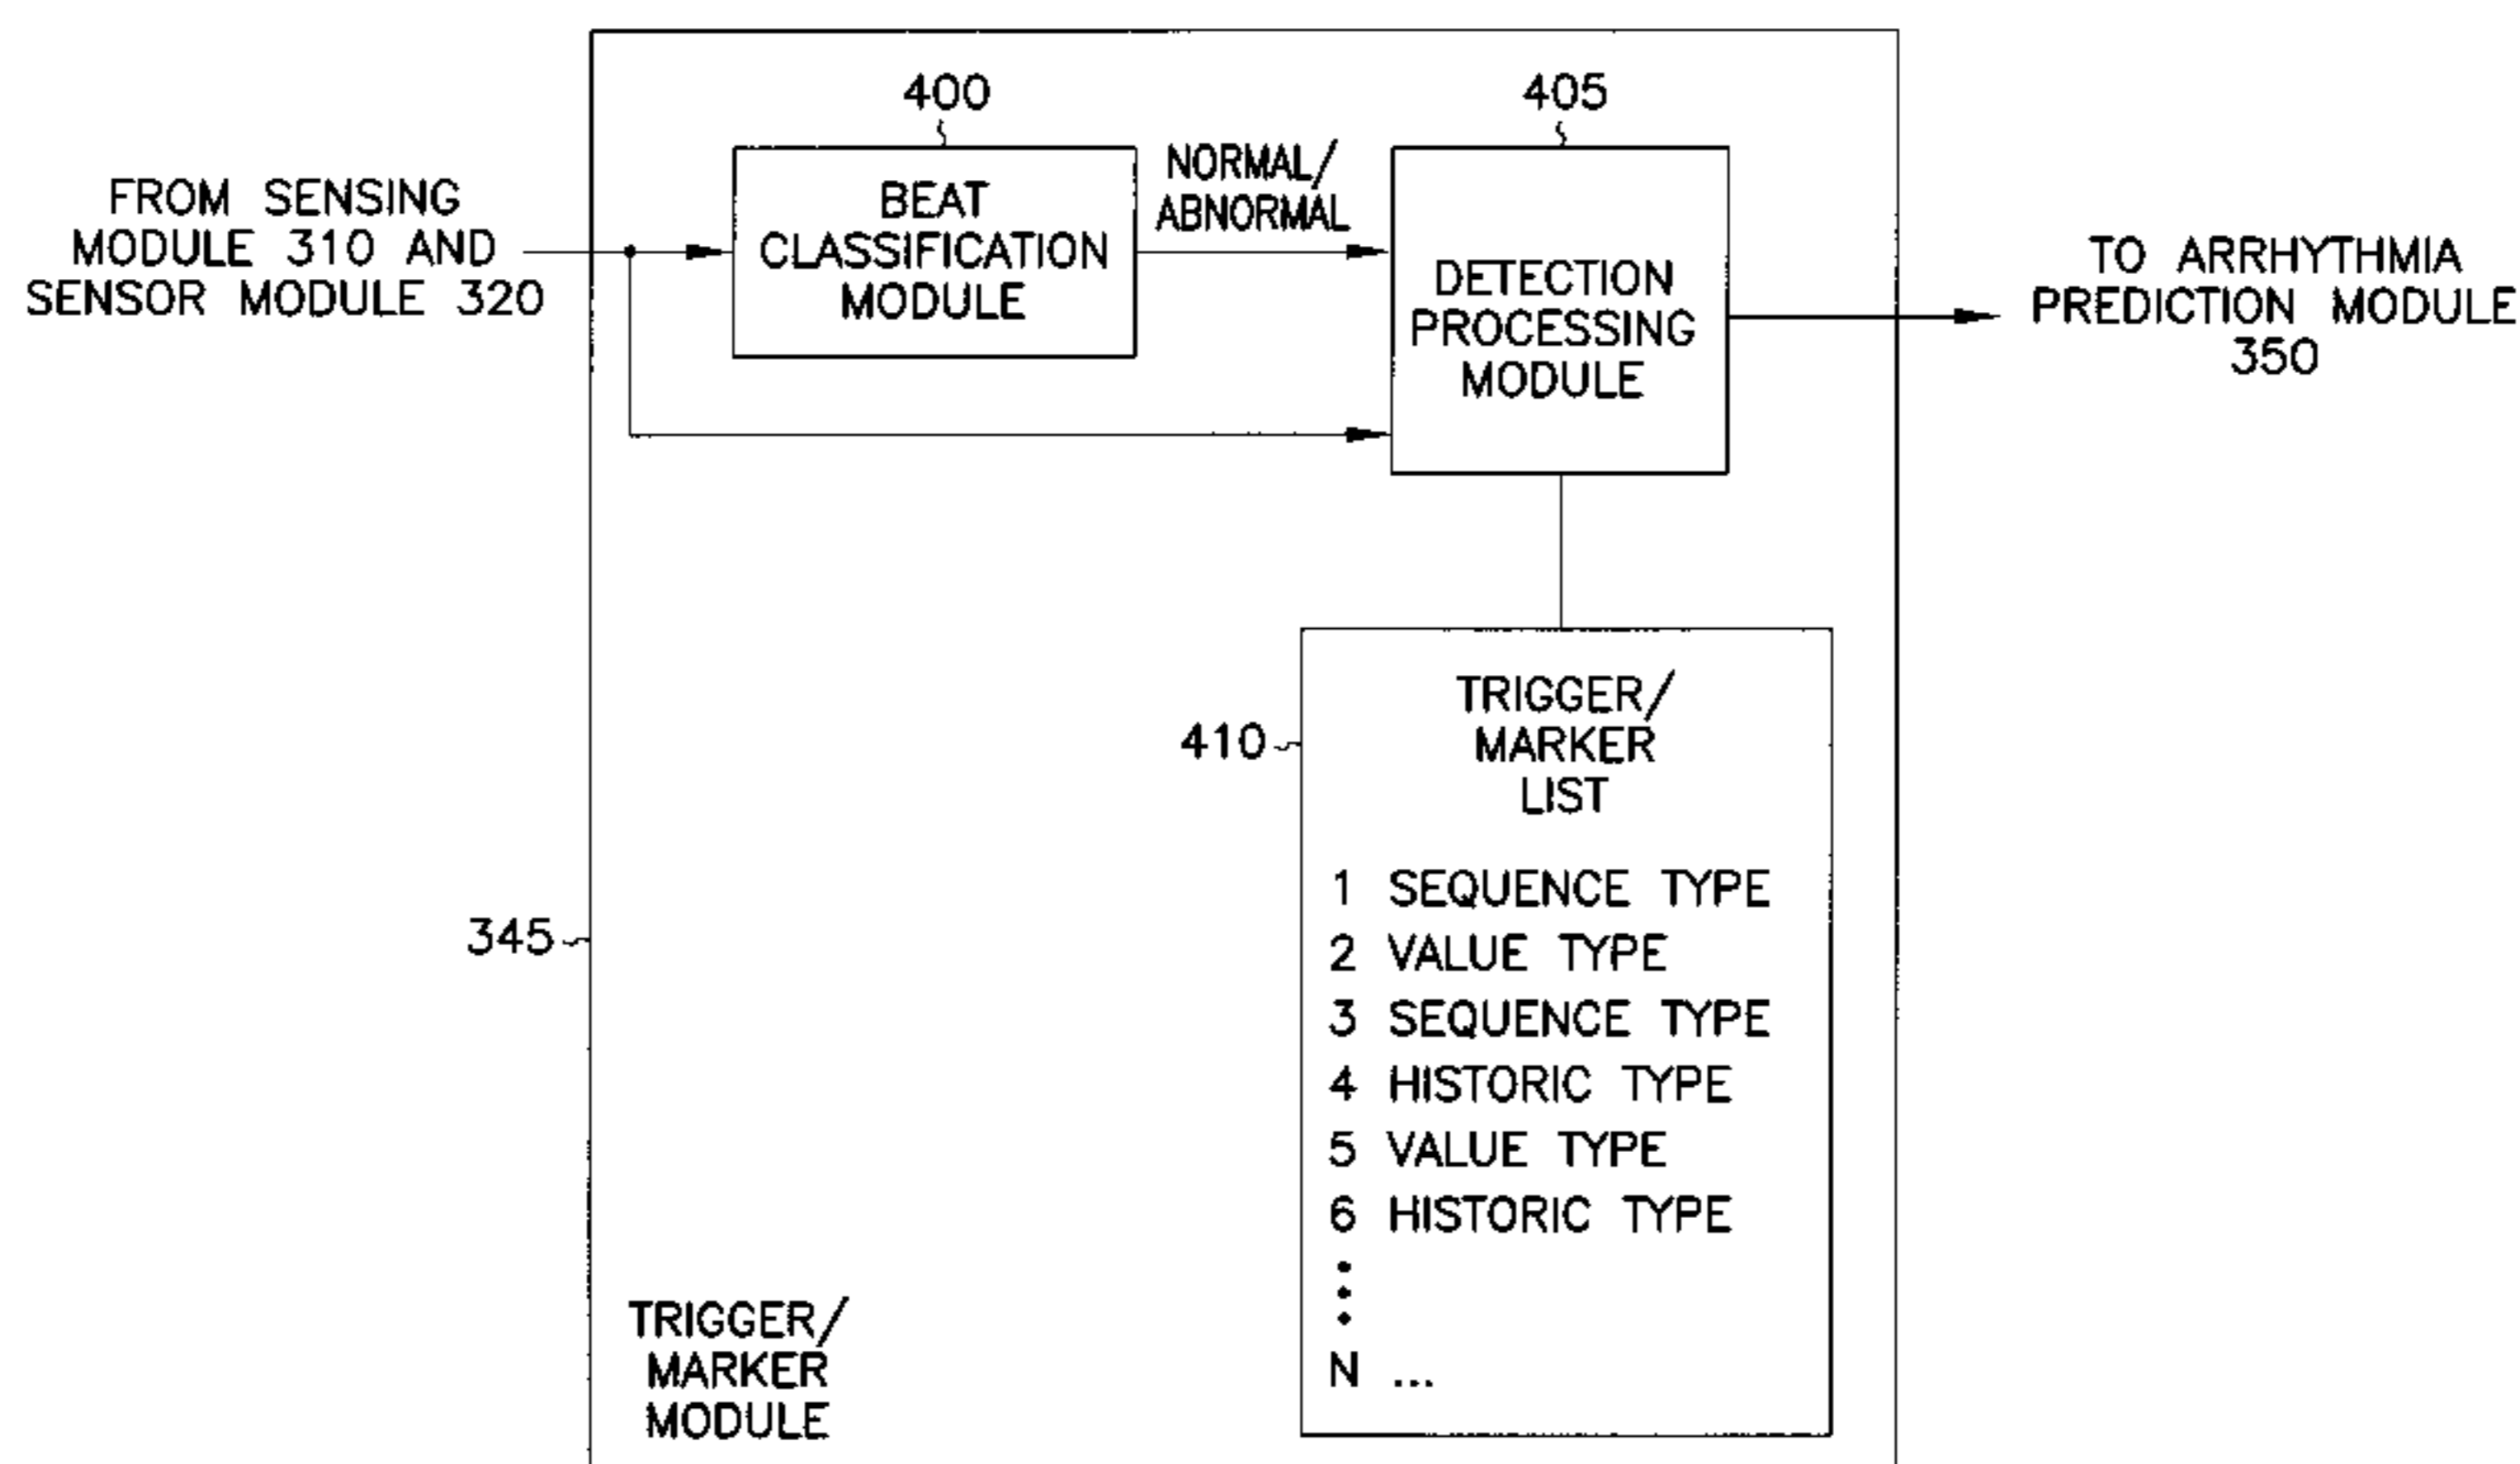 400
405
FROM SENSING
MODULE 310 AND
SENSOR MODULE 320
BEAT
CLASSIFICATION
MODULE
NORMAL/
ABNORMAL
DETECTION
PROCESSING
MODULE
TO ARRHYTHMIA
PREDICTION MODULE
350
410
TRIGGER/
MARKER
LIST
1 SEQUENCE TYPE
2 VALUE TYPE
3 SEQUENCE TYPE
4 HISTORIC TYPE
5 VALUE TYPE
6 HISTORIC TYPE
N ...
345
TRIGGER/
MARKER
MODULE